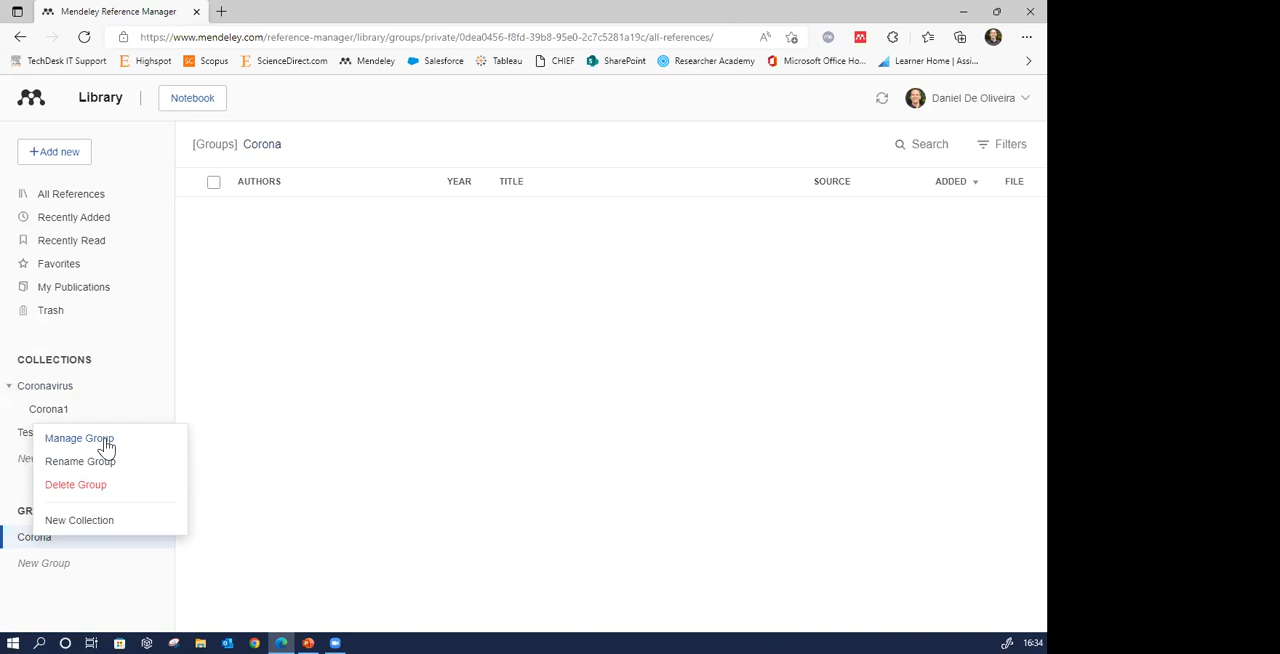 Mendeley Reference Manager
https://www.mendeley.com/reference-manager/library/groups/private/0dea0456-f8fd-39b8-95e0-2c7c5281a19c/all-references/
TechDesk IT Support Highspot Scopus ScienceDirect.com Mendeley Salesforce Tableau CHIEF SharePoint Researcher Academy Microsoft Office Ho... Learner Home | Assi...
Library Notebook Daniel De Oliveira
+Add new
[Groups] Corona Search Filters
AUTHORS YEAR TITLE SOURCE ADDED FILE
All References
Recently Added
Recently Read
Favorites
My Publications
Trash
COLLECTIONS
Coronavirus
Corona1
Tes
Manage Group
New
Rename Group
Delete Group
GR
New Collection
Corona
New Group
16:34